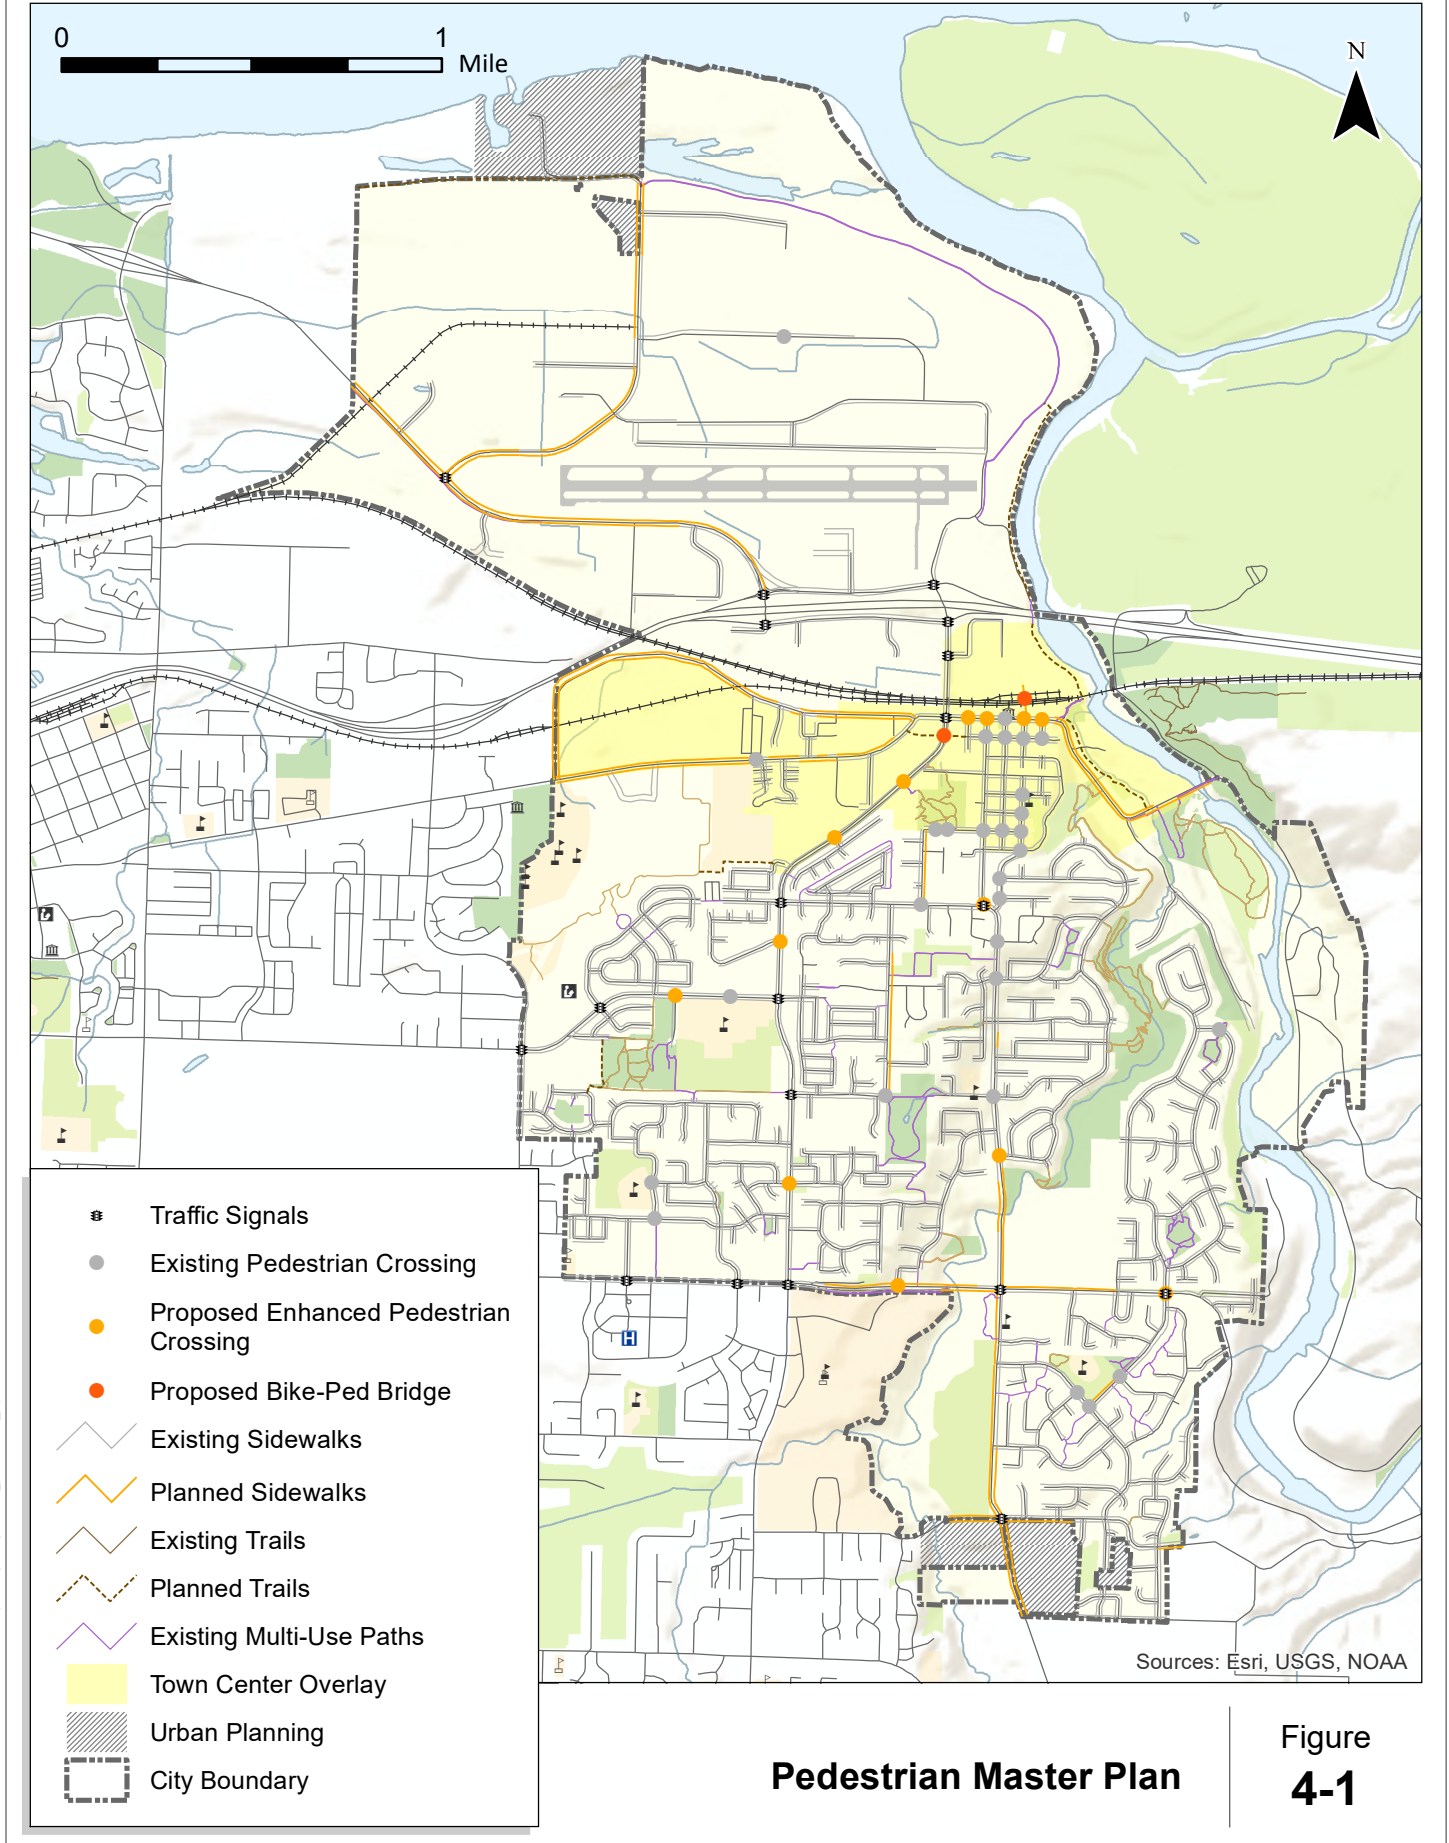 0
1
Mile
N
H
Traffic Signals
Existing Pedestrian Crossing
Proposed Enhanced Pedestrian
Crossing
Proposed Bike-Ped Bridge
Existing Sidewalks
Planned Sidewalks
Existing Trails
Planned Trails
Existing Multi-Use Paths
Town Center Overlay
Urban Planning
City Boundary
Sources: Esri, USGS, NOAA
Pedestrian Master Plan
Figure
4-1